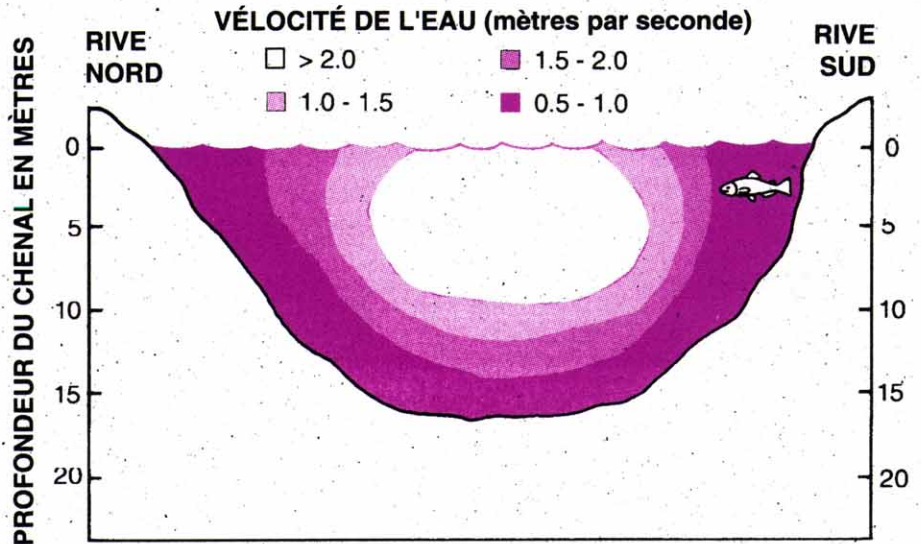 VÉLOCITÉ DE L'EAU (mètres par seconde)
RIVE
NORD
RIVE
SUD
> 2.0
1.5 - 2.0
1.0 - 1.5
0.5 - 1.0
PROFONDEUR DU CHENAL EN MÈTRES
0
5
10
15
20
0
5
10
15
20